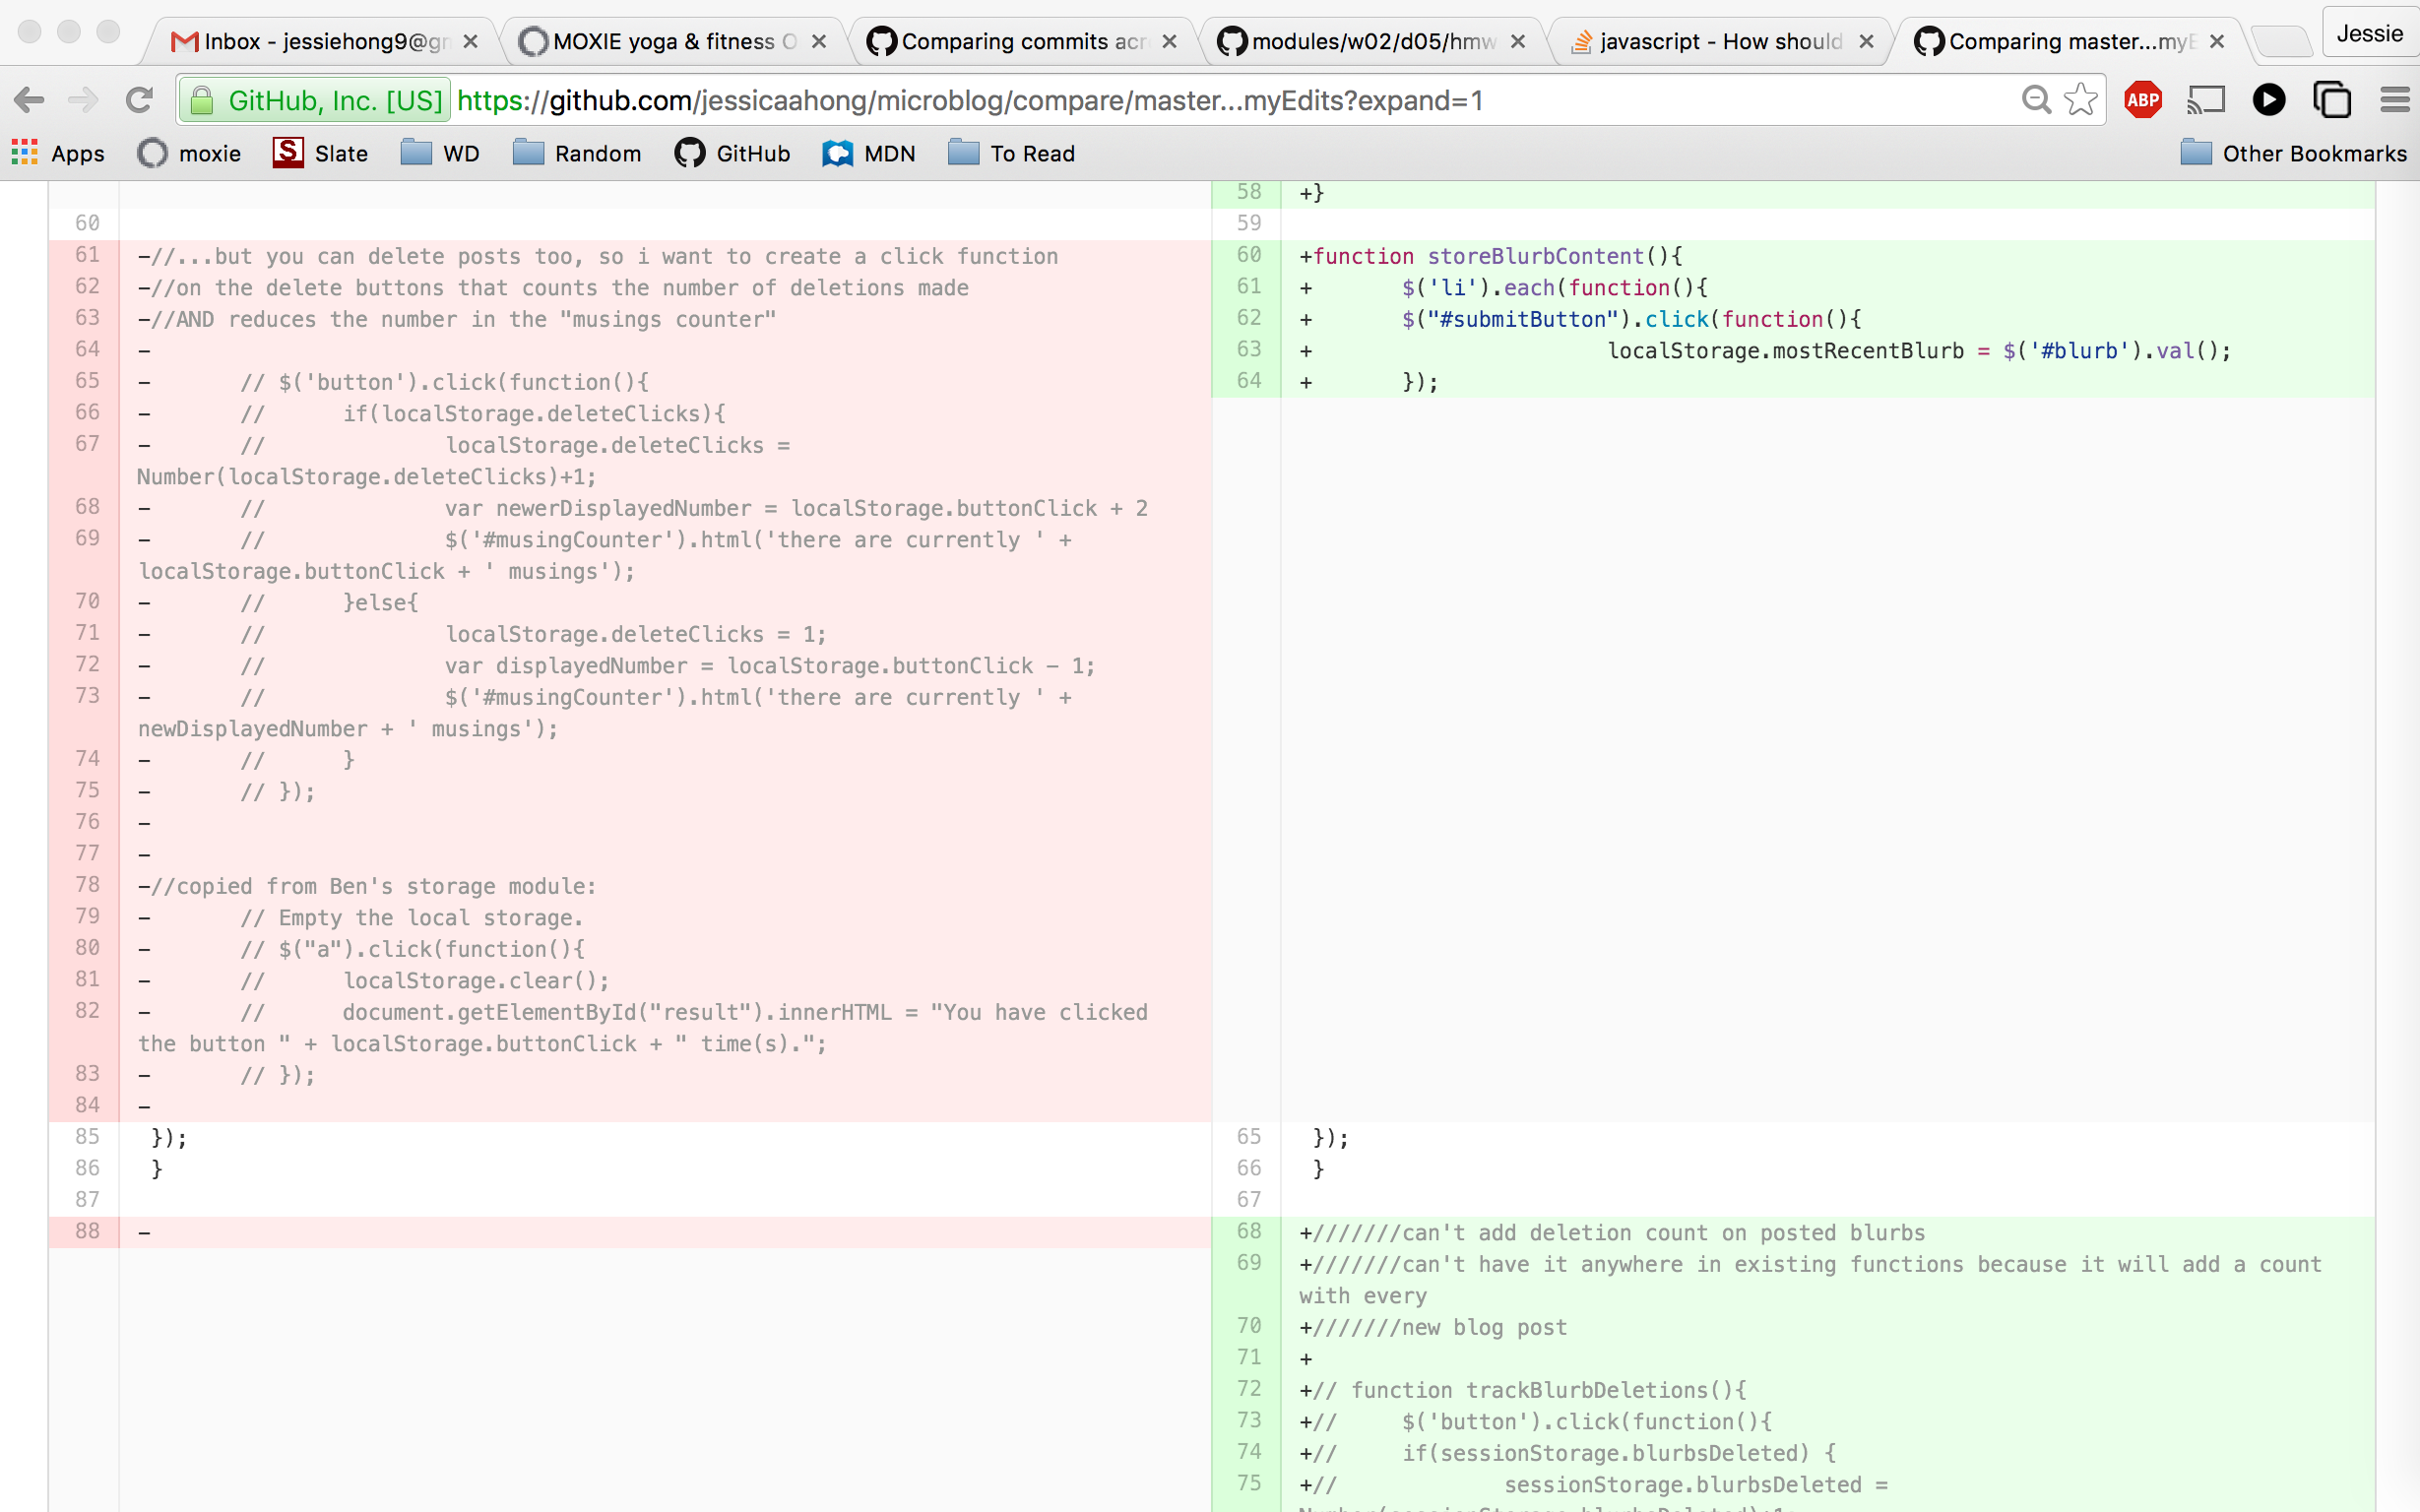 Inbox - jessiehong9@gm
MOXIE yoga & fitness
Comparing commits acr
modules/w02/d05/hmw
javascript - How should
Comparing master...myE
Jessie
GitHub, Inc. [US] https://github.com/jessicaahong/microblog/compare/master...myEdits?expand=1
ABP
Apps moxie S Slate WD Random GitHub MDN To Read Other Bookmarks
58 +}
60
59
61 -//...but you can delete posts too, so i want to create a click function
62 -//on the delete buttons that counts the number of deletions made
63 -//AND reduces the number in the "musings counter"
64 -
65 - // $('button').click(function(){
66 - // if(localStorage.deleteClicks){
67 - // localStorage.deleteClicks =
Number(localStorage.deleteClicks)+1;
68 - // var newerDisplayedNumber = localStorage.buttonClick + 2
69 - // $('#musingCounter').html('there are currently ' +
localStorage.buttonClick + ' musings');
70 - // }else{
71 - // localStorage.deleteClicks = 1;
72 - // var displayedNumber = localStorage.buttonClick - 1;
73 - // $('#musingCounter').html('there are currently ' +
newDisplayedNumber + ' musings');
74 - // }
75 - // });
76 -
77 -
78 -//copied from Ben's storage module:
79 - // Empty the local storage.
80 - // $("a").click(function(){
81 - // localStorage.clear();
82 - // document.getElementById("result").innerHTML = "You have clicked
the button " + localStorage.buttonClick + " time(s).";
83 - // });
84 -
85 });
86 }
87
88 -
60 +function storeBlurbContent(){
61 + $('li').each(function(){
62 + $("#submitButton").click(function(){
63 + localStorage.mostRecentBlurb = $('#blurb').val();
64 + });
65 });
66 }
67
68 +///////can't add deletion count on posted blurbs
69 +///////can't have it anywhere in existing functions because it will add a count
with every
70 +///////new blog post
71 +
72 +// function trackBlurbDeletions(){
73 +// $('button').click(function(){
74 +// if(sessionStorage.blurbsDeleted) {
75 +// sessionStorage.blurbsDeleted =